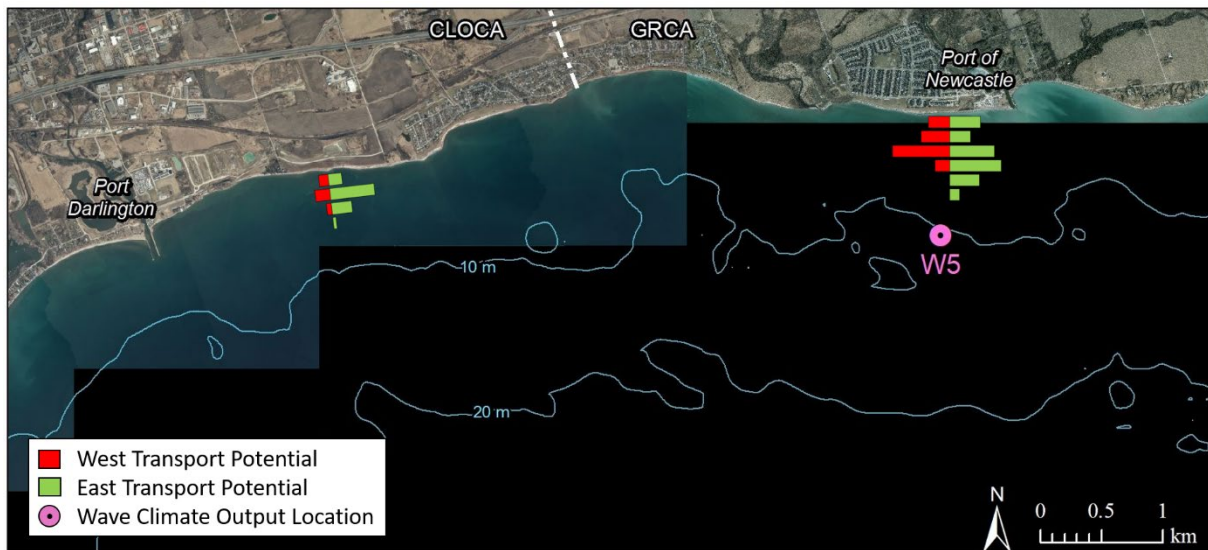 CLOCA
GRCA
Port of
Newcastle
Port
Darlington
W5
10 m
20 m
West Transport Potential
East Transport Potential
Wave Climate Output Location
N
0 0.5 1
km